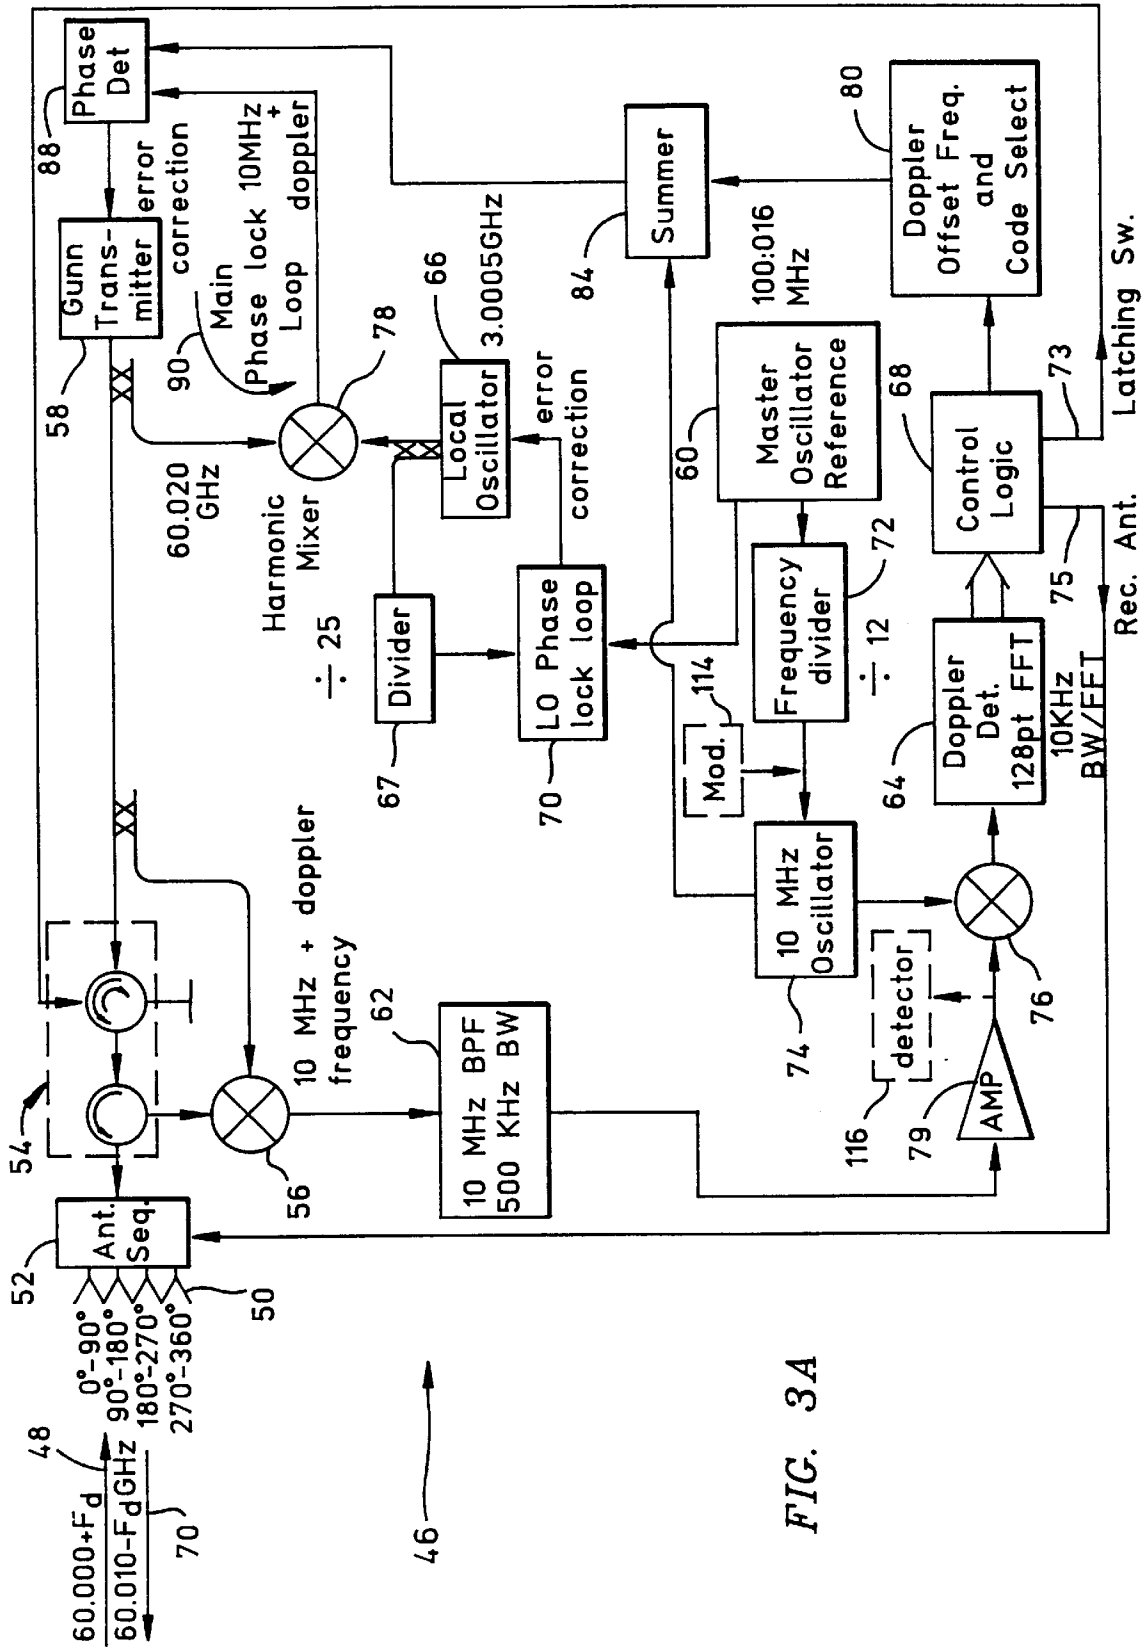 60.000+Fd
48
60.010-FdGHz
70
0°-90°
90°-180°
180°-270°
270°-360°
50
52
Ant.
Seq.
54
56
10 MHz + doppler
frequency
62
10 MHz BPF
500 KHz BW
58
Gunn
Trans-
mitter
error
correction
88
Phase
Det
90
Main
Phase lock
Loop
10MHz
+
doppler
60.020
GHz
Harmonic
Mixer
78
66
3.0005GHz
Local
Oscillator
error
correction
÷ 25
Divider
67
LO Phase
lock loop
70
84
Summer
100:016
MHz
60
Master
Oscillator
Reference
72
Frequency
divider
÷ 12
114
Mod.
10 MHz
Oscillator
74
80
Doppler
Offset Freq.
and
Code Select
68
Control
Logic
73
Latching Sw.
75
Rec. Ant.
64
Doppler
Det.
128pt FFT
10KHz
BW/FFT
76
detector
116
79
AMP
46
FIG. 3A